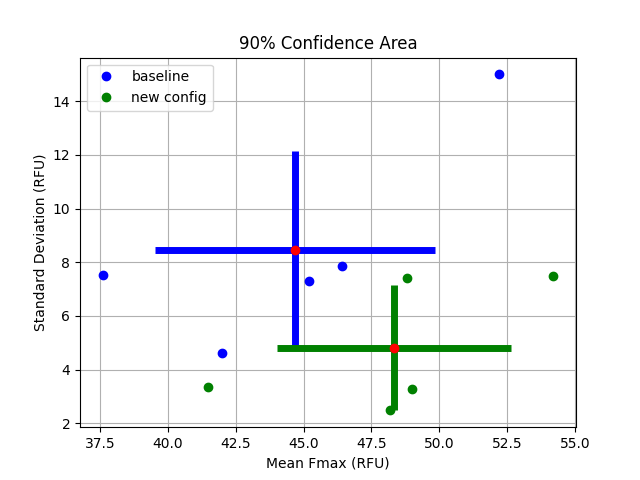 90% Confidence Area
baseline
new config
Standard Deviation (RFU)
14
12
10
8
6
4
2
37.5 40.0 42.5 45.0 47.5 50.0 52.5 55.0
Mean Fmax (RFU)